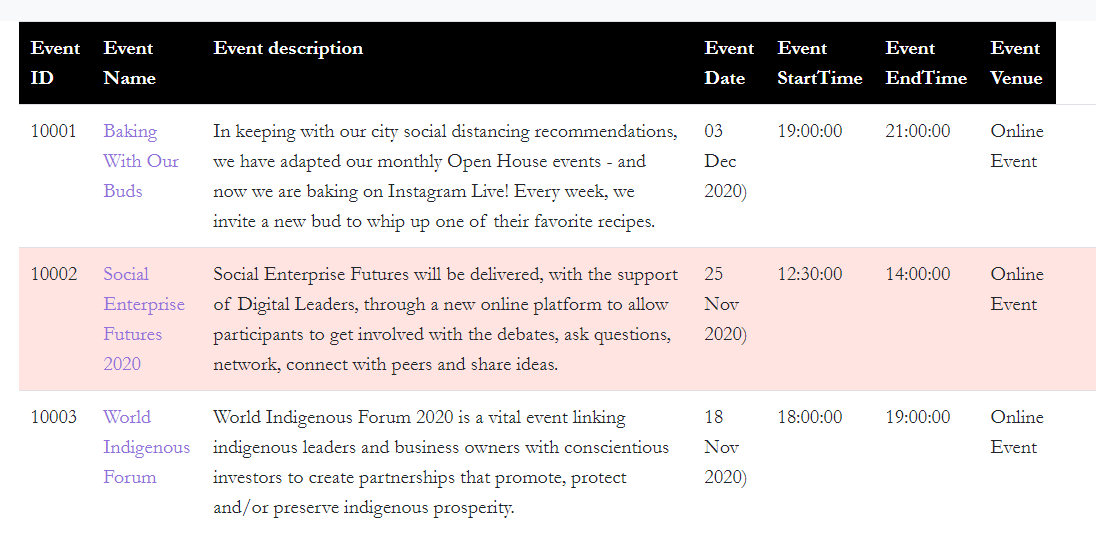 Event ID Event Name Event description Event Date Event StartTime Event EndTime Event Venue
10001 Baking In keeping with our city social distancing recommendations, 03 19:00:00 21:00:00 Online
With Our we have adapted our monthly Open House events - and Dec Event
Buds now we are baking on Instagram Live! Every week, we 2020)
invite a new bud to whip up one of their favorite recipes.
10002 Social Social Enterprise Futures will be delivered, with the support 25 12:30:00 14:00:00 Online
Enterprise of Digital Leaders, through a new online platform to allow Nov Event
Futures participants to get involved with the debates, ask questions, 2020)
2020 network, connect with peers and share ideas.
10003 World World Indigenous Forum 2020 is a vital event linking 18 18:00:00 19:00:00 Online
Indigenous indigenous leaders and business owners with conscientious Nov Event
Forum investors to create partnerships that promote, protect 2020)
and/or preserve indigenous prosperity.